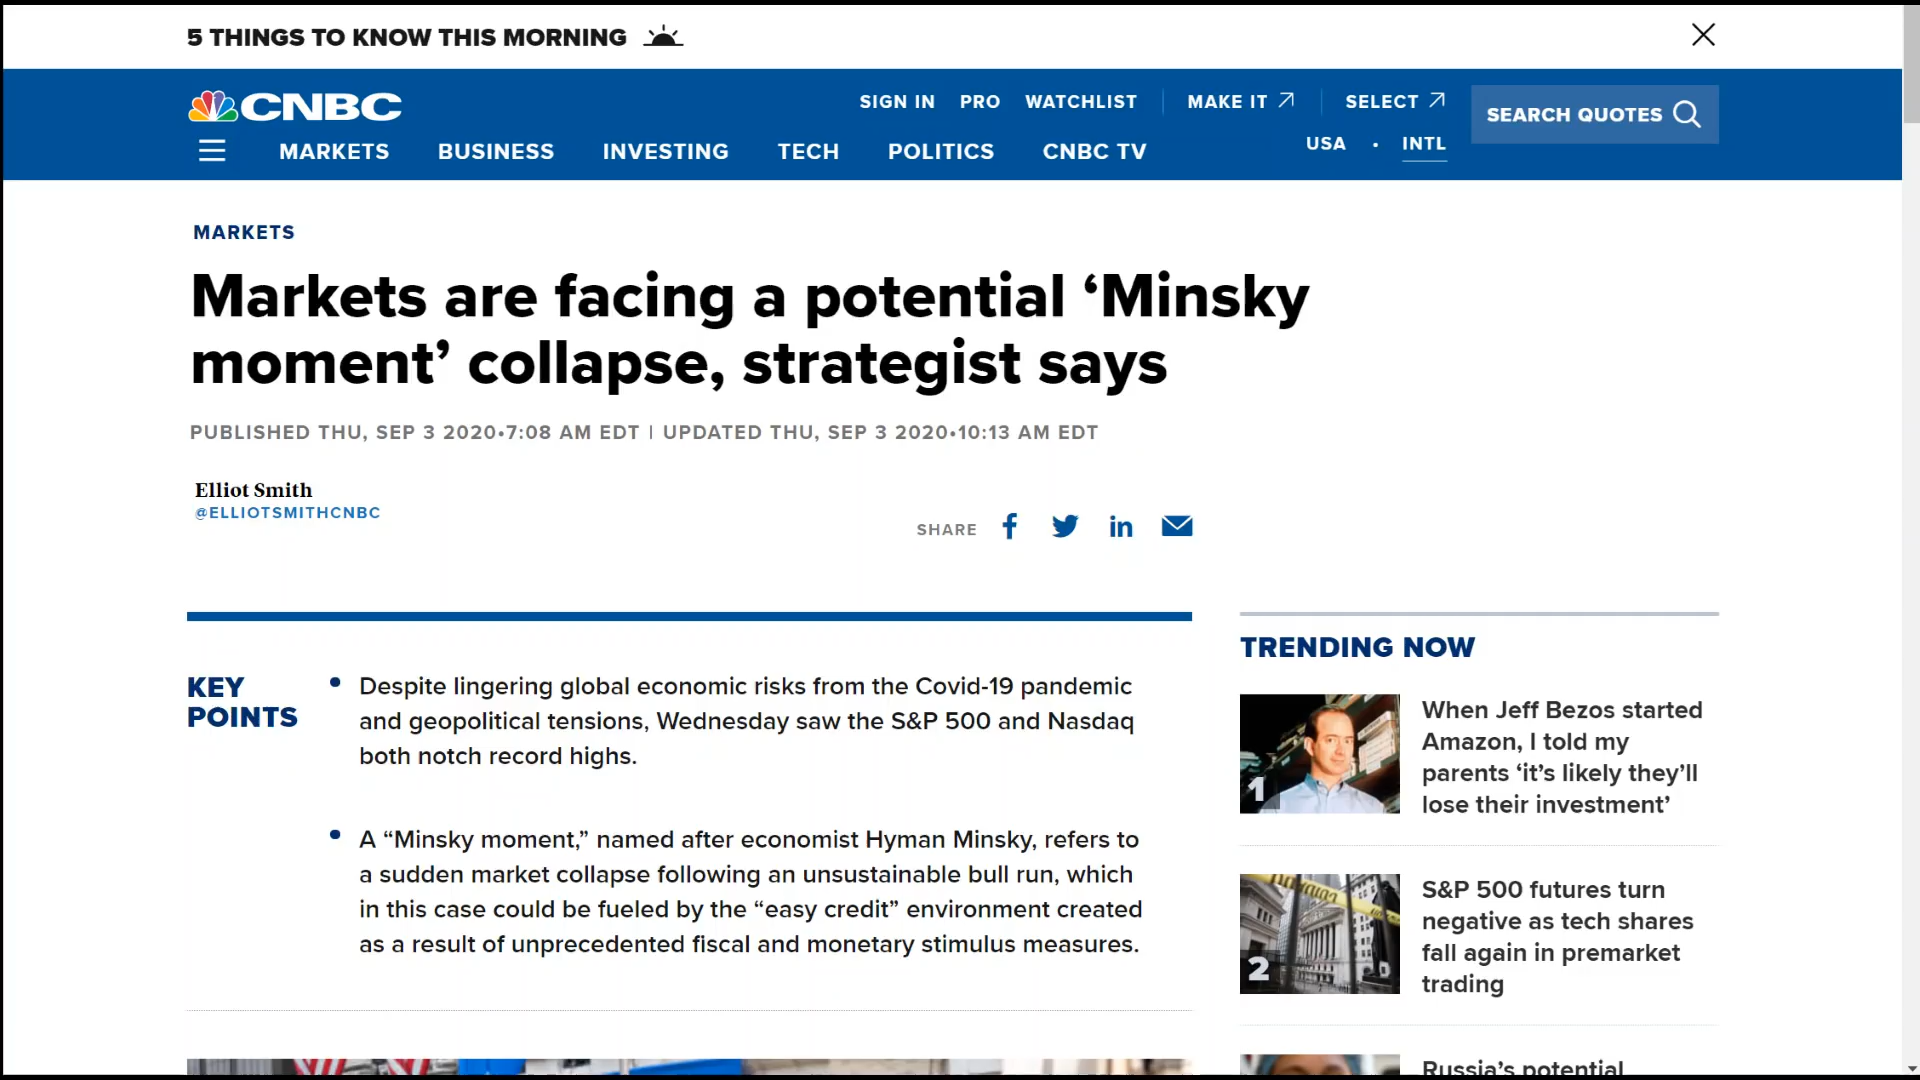 5 THINGS TO KNOW THIS MORNING
CNBC
SIGN IN PRO WATCHLIST MAKE IT SELECT
SEARCH QUOTES
USA • INTL
MARKETS BUSINESS INVESTING TECH POLITICS CNBC TV
MARKETS
Markets are facing a potential ‘Minsky
moment’ collapse, strategist says
PUBLISHED THU, SEP 3 2020•7:08 AM EDT | UPDATED THU, SEP 3 2020•10:13 AM EDT
Elliot Smith
@ELLIOTSMITHCNBC
SHARE
KEY
POINTS
• Despite lingering global economic risks from the Covid-19 pandemic
and geopolitical tensions, Wednesday saw the S&P 500 and Nasdaq
both notch record highs.
• A “Minsky moment,” named after economist Hyman Minsky, refers to
a sudden market collapse following an unsustainable bull run, which
in this case could be fueled by the “easy credit” environment created
as a result of unprecedented fiscal and monetary stimulus measures.
TRENDING NOW
1
When Jeff Bezos started
Amazon, I told my
parents ‘it’s likely they’ll
lose their investment’
2
S&P 500 futures turn
negative as tech shares
fall again in premarket
trading
Russia’s potential